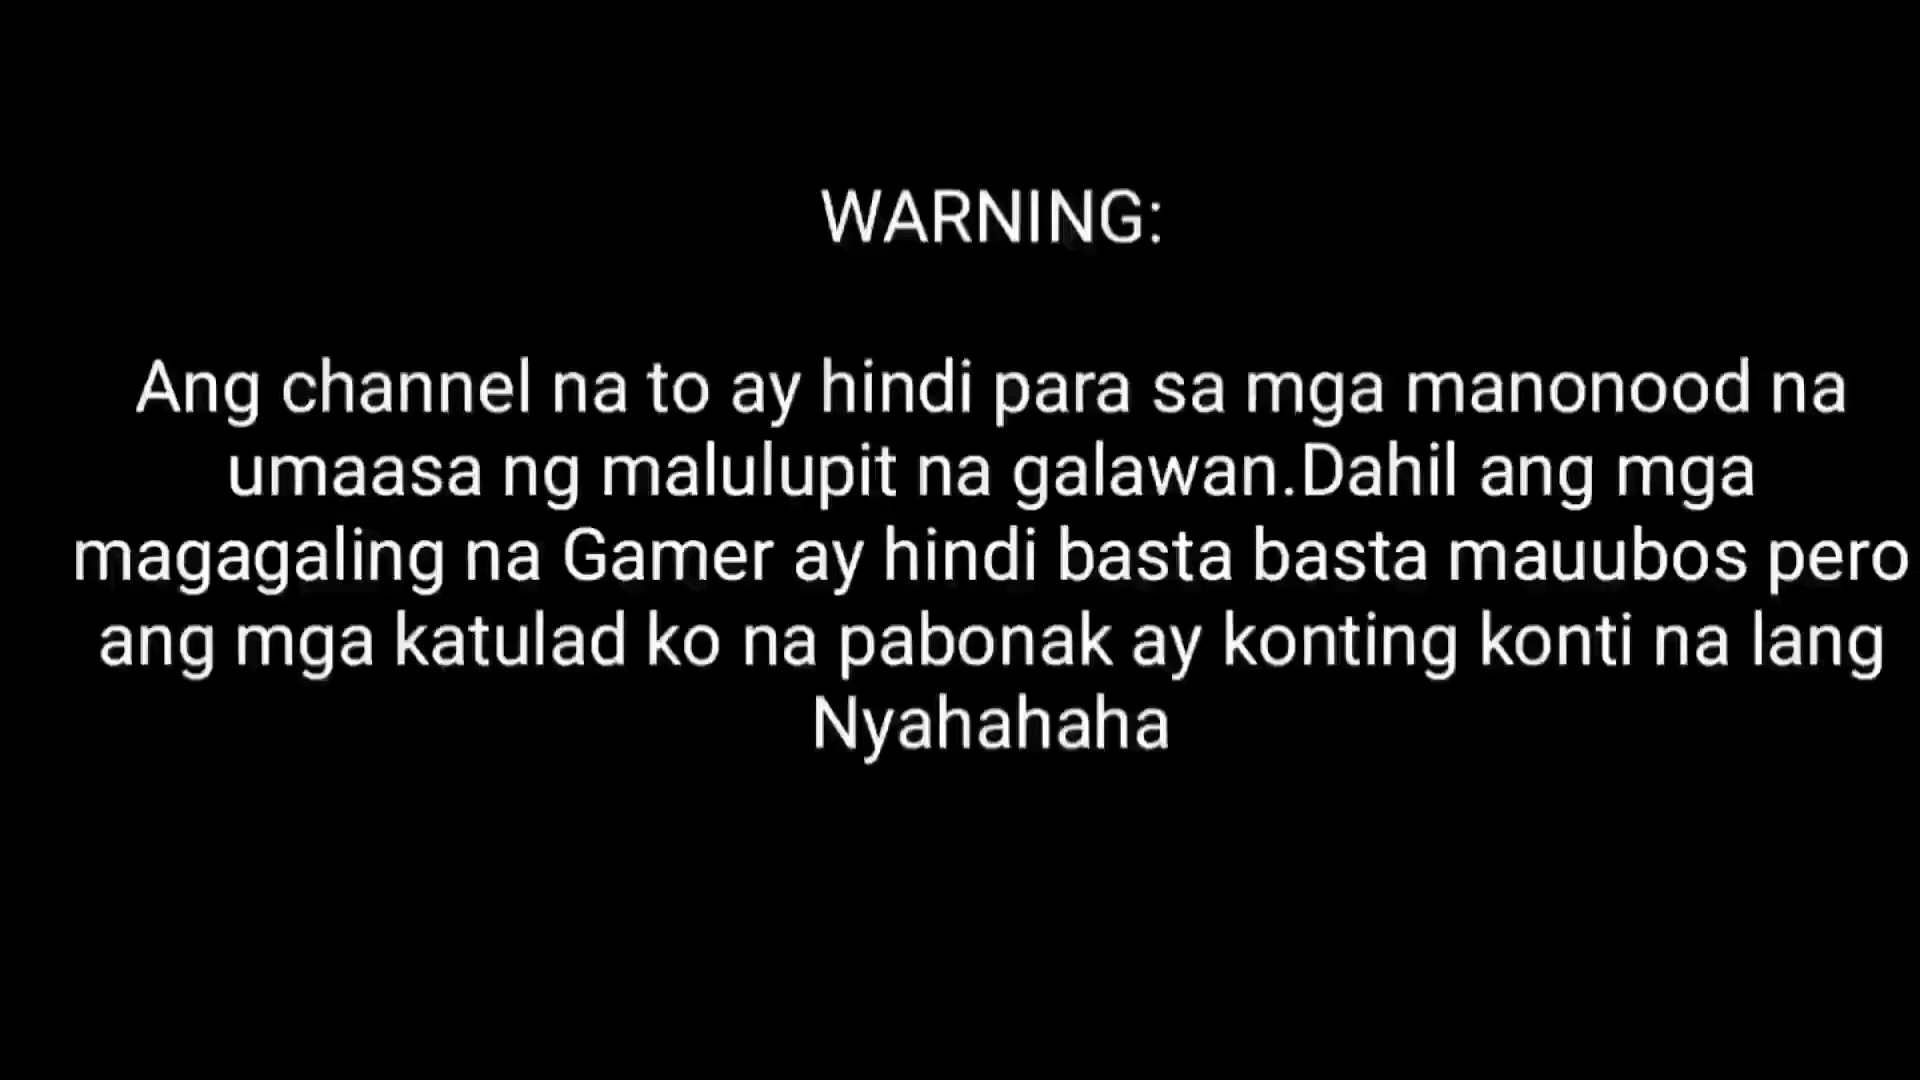 WARNING:
Ang channel na to ay hindi para sa mga manonood na
umaasa ng malulupit na galawan.Dahil ang mga
magagaling na Gamer ay hindi basta basta mauubos pero
ang mga katulad ko na pabonak ay konting konti na lang
Nyahahaha